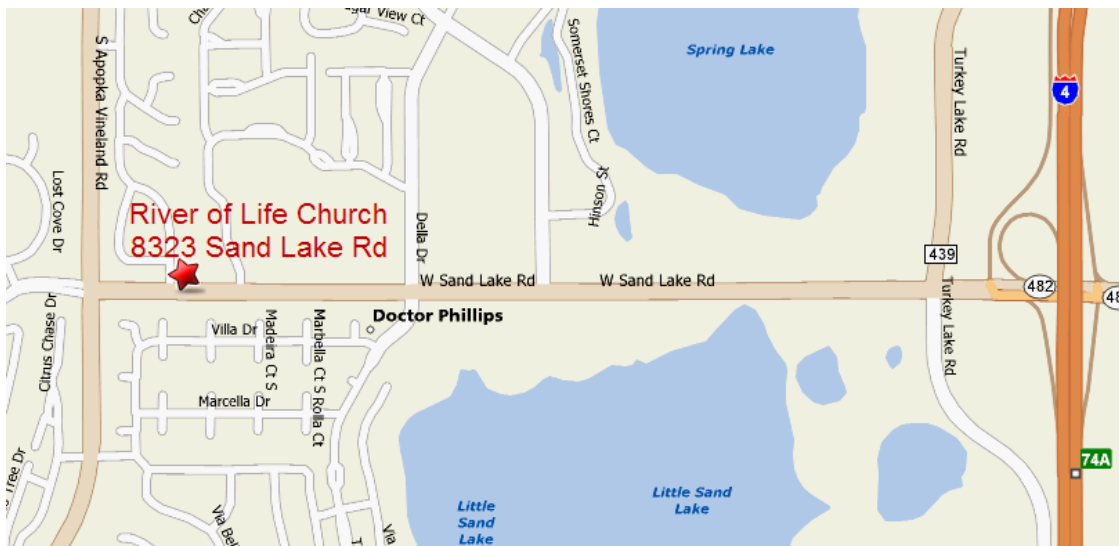 Spring Lake
4
S Apopka Vineland Rd
Somerset Shores Ct
Turkey Lake Rd
Lost Cove Dr
River of Life Church
8323 Sand Lake Rd
Hinson St
Della Dr
439
W Sand Lake Rd
W Sand Lake Rd
482
Turkey Lake Rd
Doctor Phillips
Citrus Chase Dr
Villa Dr
Madeira Ct S
Marbella Ct S
Marcella Dr
Rolla Ct
74A
Tree Dr
Little
Sand
Lake
Little Sand
Lake
Via